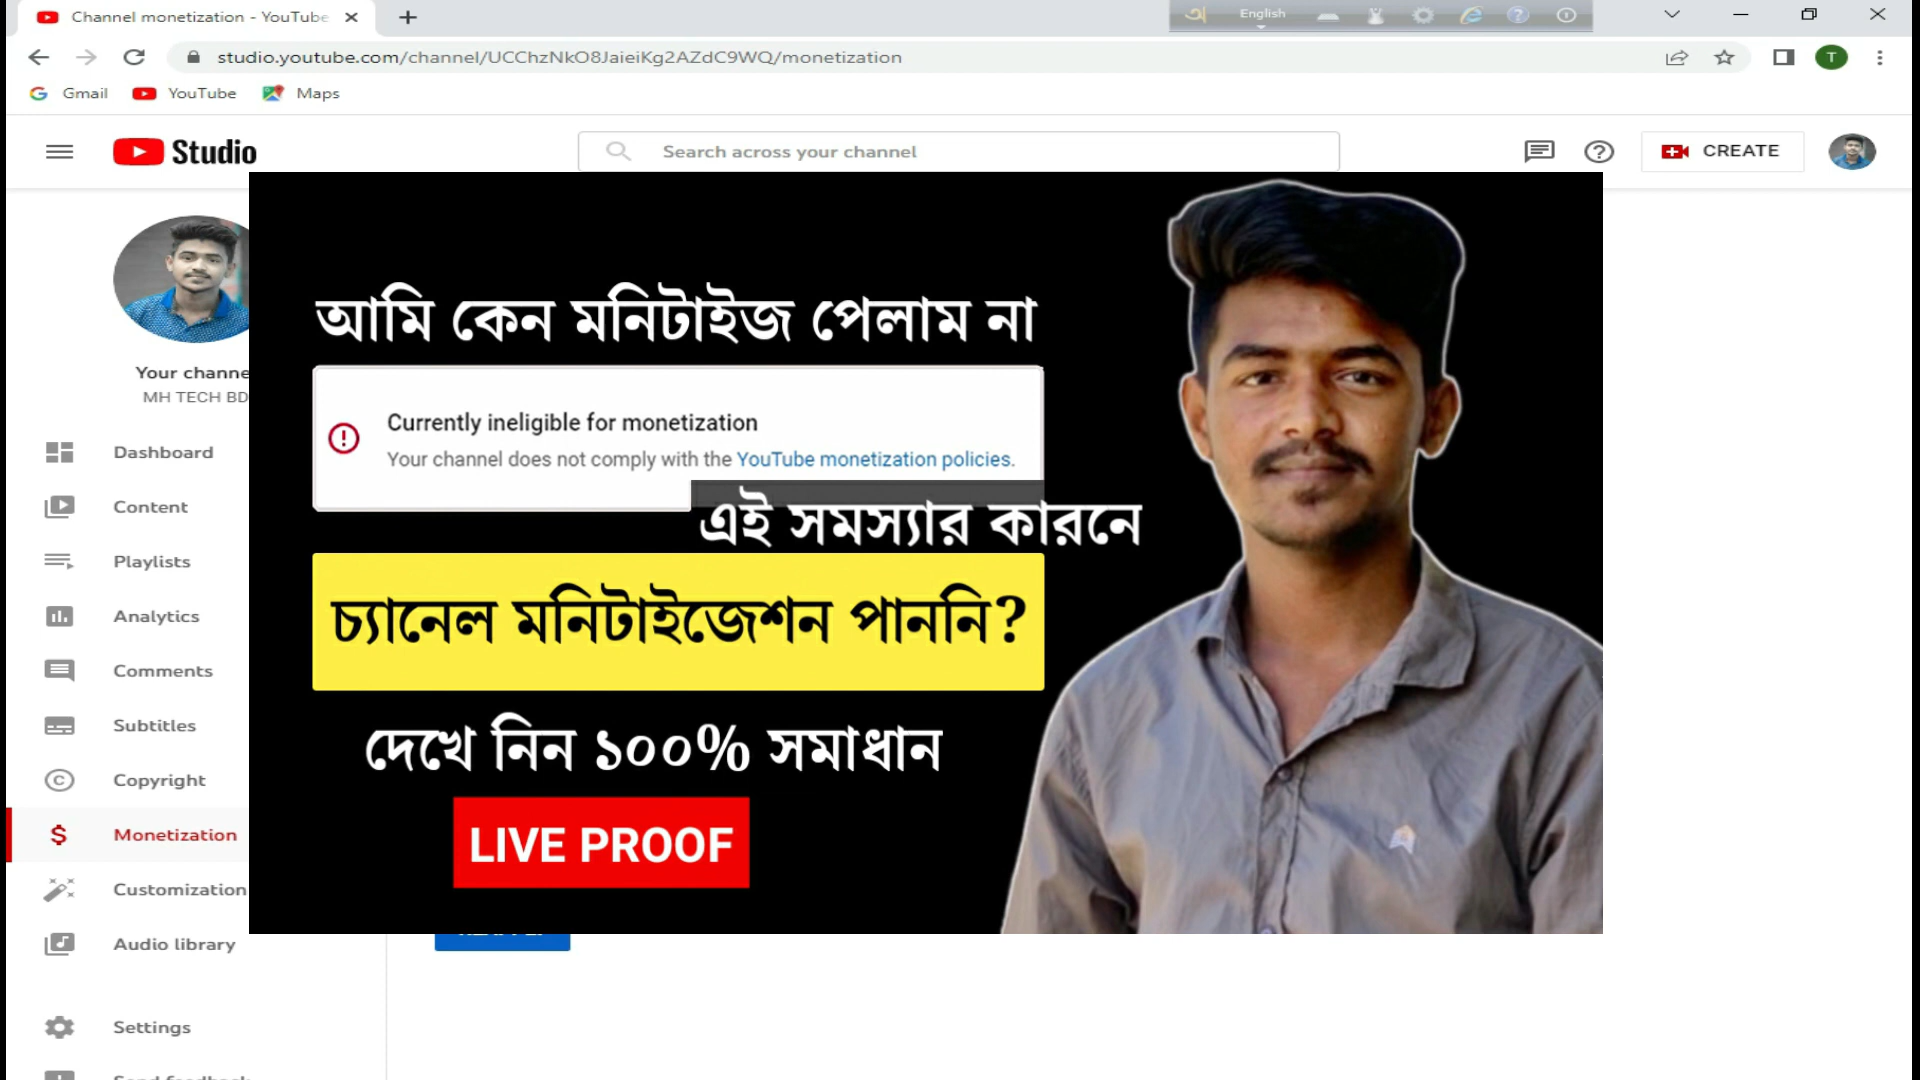 Channel monetization - YouTube
English
studio.youtube.com/channel/UCChzNkO8JaieiKg2AZdC9WQ/monetization
T
Gmail YouTube Maps
Studio
Search across your channel
CREATE
আমি কেন মনিটাইজ পেলাম না
Currently ineligible for monetization
Your channel does not comply with the YouTube monetization policies.
এই সমস্যার কারনে
চ্যানেল মনিটাইজেশন পাননি?
দেখে নিন ১০০% সমাধান
LIVE PROOF
Your channe
MH TECH BD
Dashboard
Content
Playlists
Analytics
Comments
Subtitles
Copyright
Monetization
Customization
Audio library
Settings